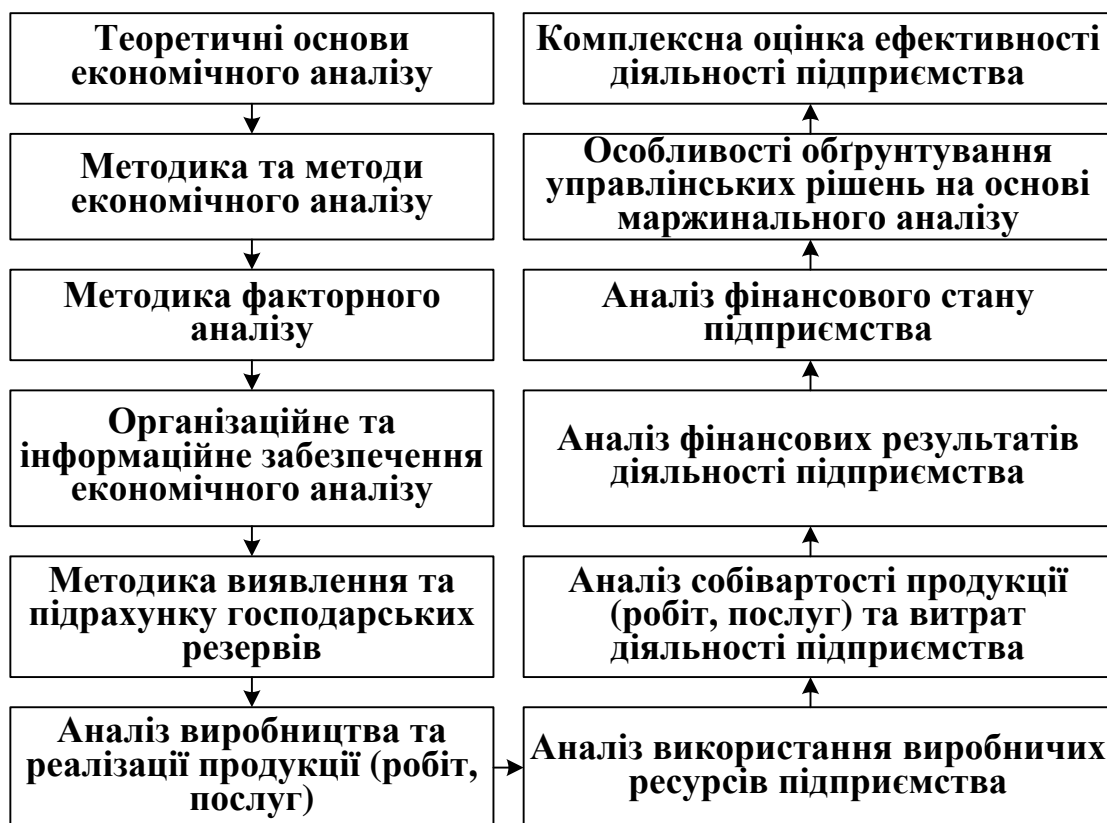 Теоретичні основи
економічного аналізу
Методика та методи
економічного аналізу
Методика факторного
аналізу
Організаційне та
інформаційне забезпечення
економічного аналізу
Методика виявлення та
підрахунку господарських
резервів
Аналіз виробництва та
реалізації продукції (робіт,
послуг)
Аналіз використання виробничих
ресурсів підприємства
Аналіз собівартості продукції
(робіт, послуг) та витрат
діяльності підприємства
Аналіз фінансових результатів
діяльності підприємства
Аналіз фінансового стану
підприємства
Особливості обґрунтування
управлінських рішень на основі
маржинального аналізу
Комплексна оцінка ефективності
діяльності підприємства